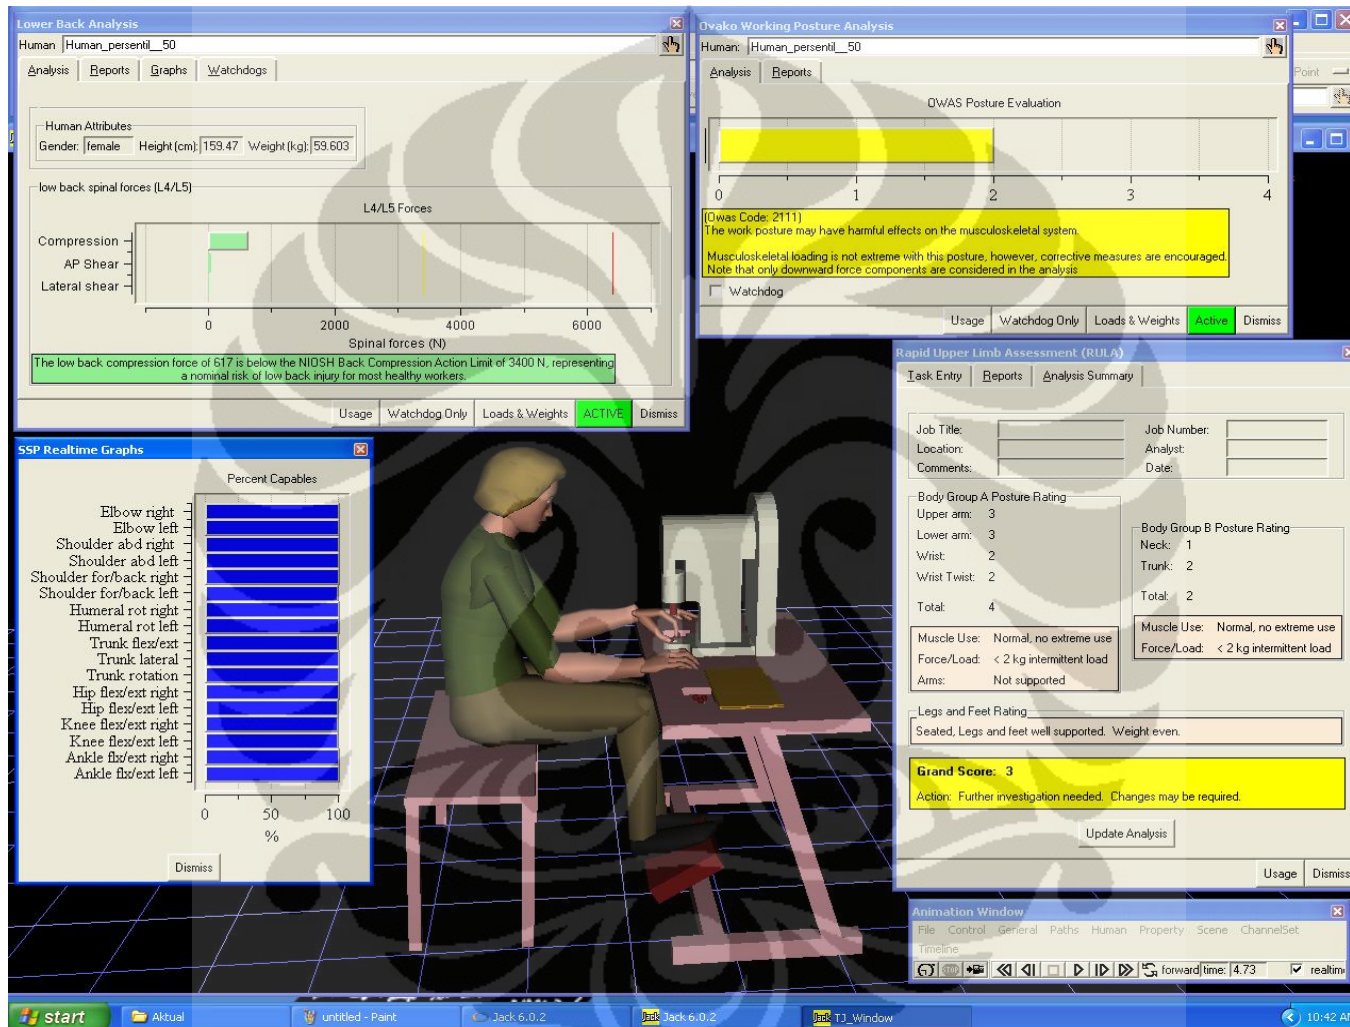 Lower Back Analysis
Human Human_persentil__50
Analysis Reports Graphs Watchdogs
Human Attributes
Gender: female Height (cm): 159.47 Weight (kg): 59.603
low back spinal forces (L4/L5)
L4/L5 Forces
Compression
AP Shear
Lateral shear
0 2000 4000 6000
Spinal forces (N)
The low back compression force of 617 is below the NIOSH Back Compression Action Limit of 3400 N, representing
a nominal risk of low back injury for most healthy workers.
Usage Watchdog Only Loads & Weights ACTIVE Dismiss
Ovako Working Posture Analysis
Human: Human_persentil__50
Analysis Reports
OWAS Posture Evaluation
0 1 2 3 4
(Owas Code: 2111)
The work posture may have harmful effects on the musculoskeletal system.
Musculoskeletal loading is not extreme with this posture, however, corrective measures are encouraged.
Note that only downward force components are considered in the analysis
Watchdog
Usage Watchdog Only Loads & Weights Active Dismiss
Point
SSP Realtime Graphs
Percent Capables
Elbow right
Elbow left
Shoulder abd right
Shoulder abd left
Shoulder for/back right
Shoulder for/back left
Humeral rot right
Humeral rot left
Trunk flex/ext
Trunk lateral
Trunk rotation
Hip flex/ext right
Hip flex/ext left
Knee flex/ext right
Knee flex/ext left
Ankle flx/ext right
Ankle flx/ext left
0 50 100
%
Dismiss
Rapid Upper Limb Assessment (RULA)
Task Entry Reports Analysis Summary
Job Title: Job Number:
Location: Analyst:
Comments: Date:
Body Group A Posture Rating
Upper arm: 3
Lower arm: 3
Wrist: 2
Wrist Twist: 2
Total: 4
Muscle Use: Normal, no extreme use
Force/Load: < 2 kg intermittent load
Arms: Not supported
Body Group B Posture Rating
Neck: 1
Trunk: 2
Total: 2
Muscle Use: Normal, no extreme use
Force/Load: < 2 kg intermittent load
Legs and Feet Rating
Seated, Legs and feet well supported. Weight even.
Grand Score: 3
Action: Further investigation needed. Changes may be required.
Update Analysis
Usage Dismiss
Animation Window
File Control General Paths Human Property Scene ChannelSet
Timeline
forward time: 4.73 realtim
start Aktual untitled - Paint Jack 6.0.2 Jack 6.0.2 TJ_Window 10:42 AM